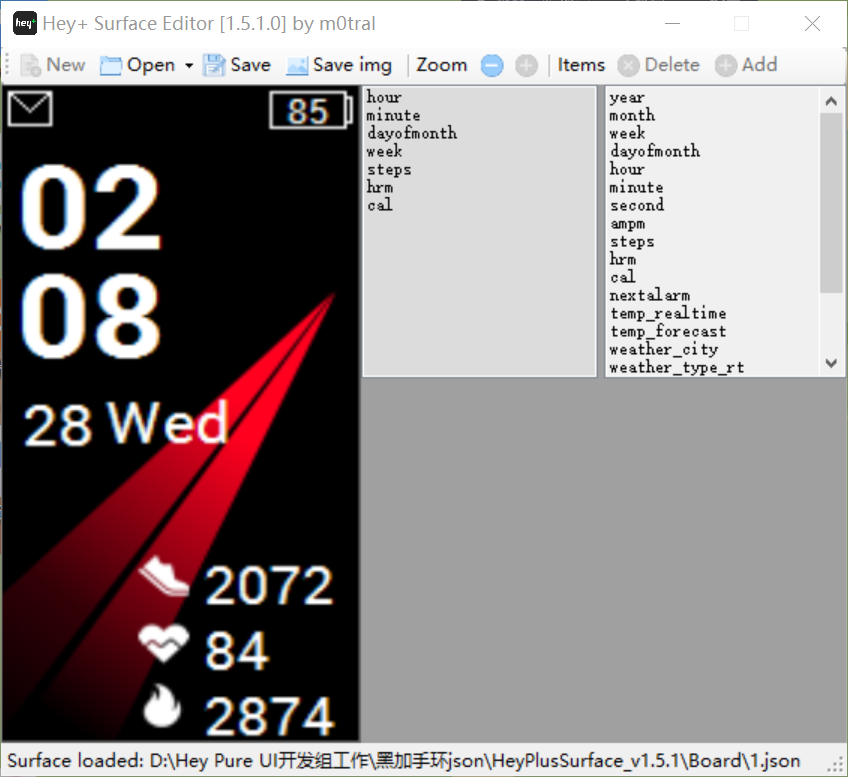 hey+ Hey+ Surface Editor [1.5.1.0] by m0tral
New Open Save Save img Zoom Items Delete Add
85
02
08
28 Wed
2072
84
2874
hour
minute
dayofmonth
week
steps
hrm
cal
year
month
week
dayofmonth
hour
minute
second
ampm
steps
hrm
cal
nextalarm
temp_realtime
temp_forecast
weather_city
weather_type_rt
Surface loaded: D:\Hey Pure UI开发组工作\黑加手环json\HeyPlusSurface_v1.5.1\Board\1.json